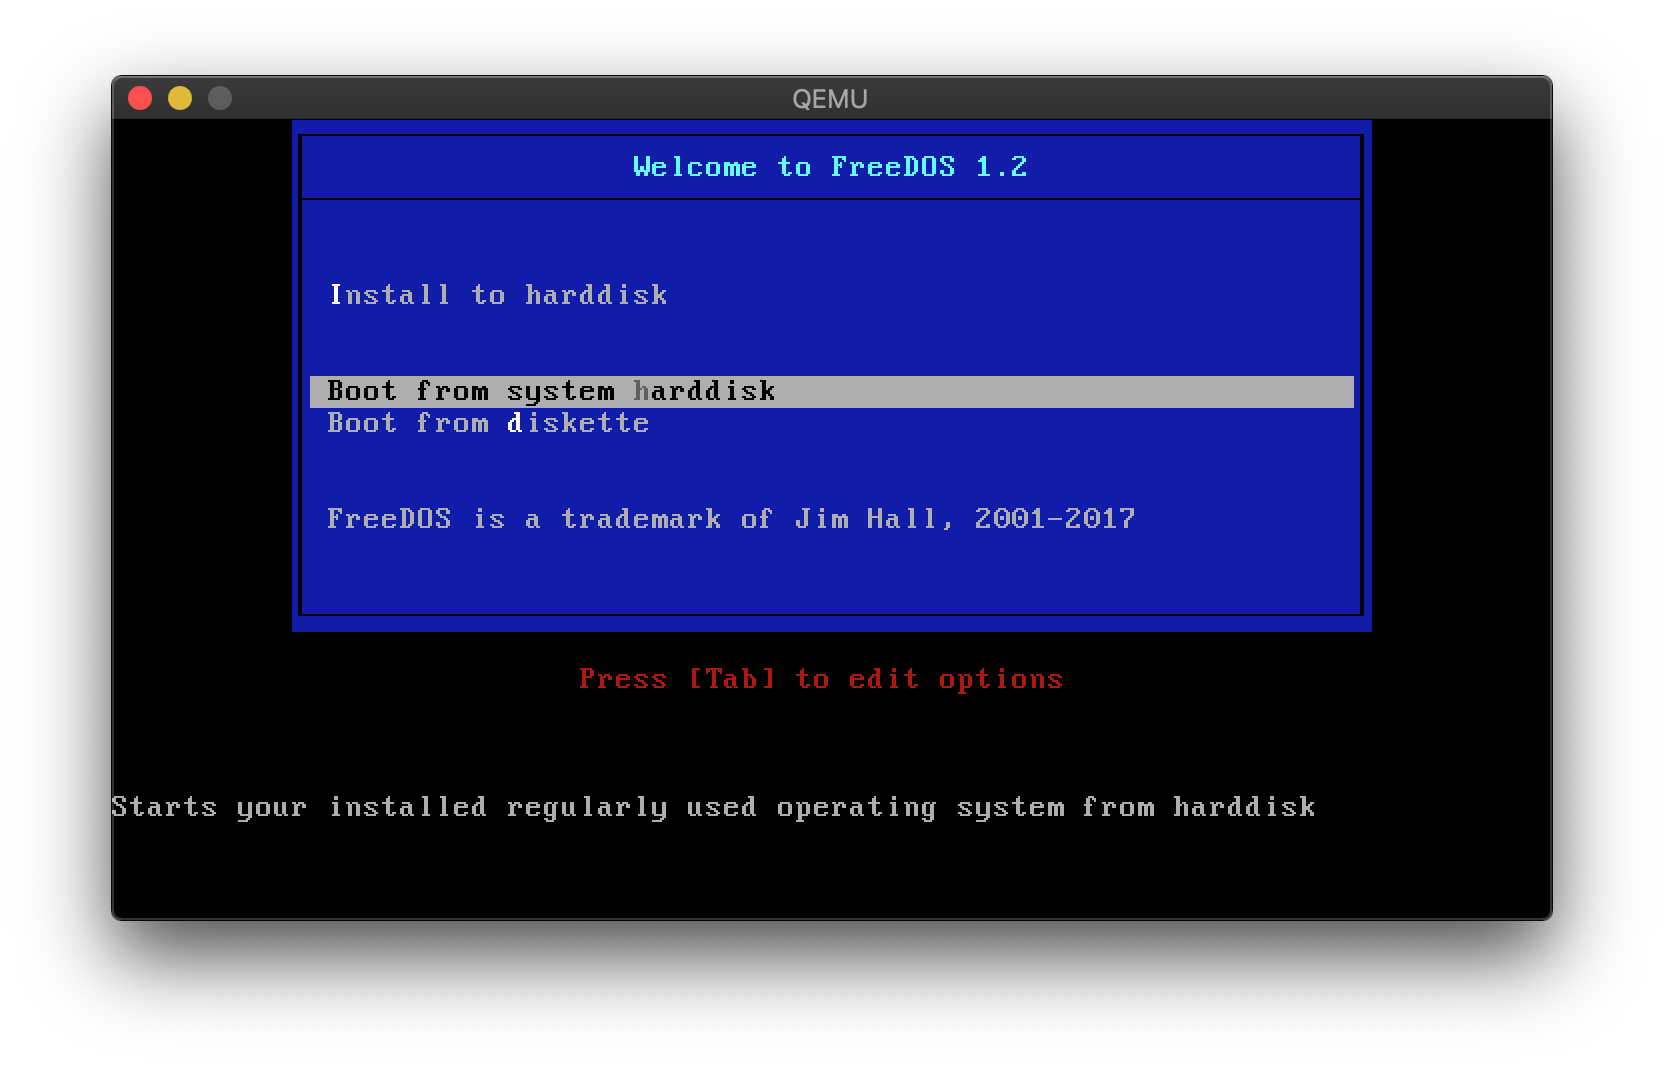 QEMU
Welcome to FreeDOS 1.2
Install to harddisk
Boot from system harddisk
Boot from diskette
FreeDOS is a trademark of Jim Hall, 2001-2017
Press [Tab] to edit options
Starts your installed regularly used operating system from harddisk